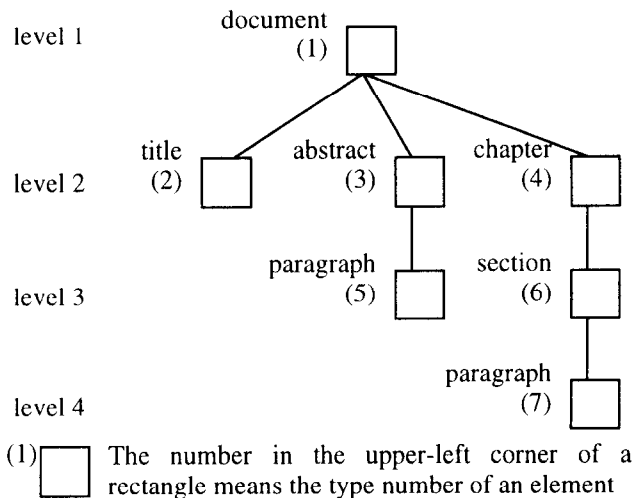 document
level 1
(1)
title abstract chapter
level 2 (2) (3) (4)
paragraph section
level 3 (5) (6)
paragraph
level 4 (7)
(1) The number in the upper-left corner of a
rectangle means the type number of an element